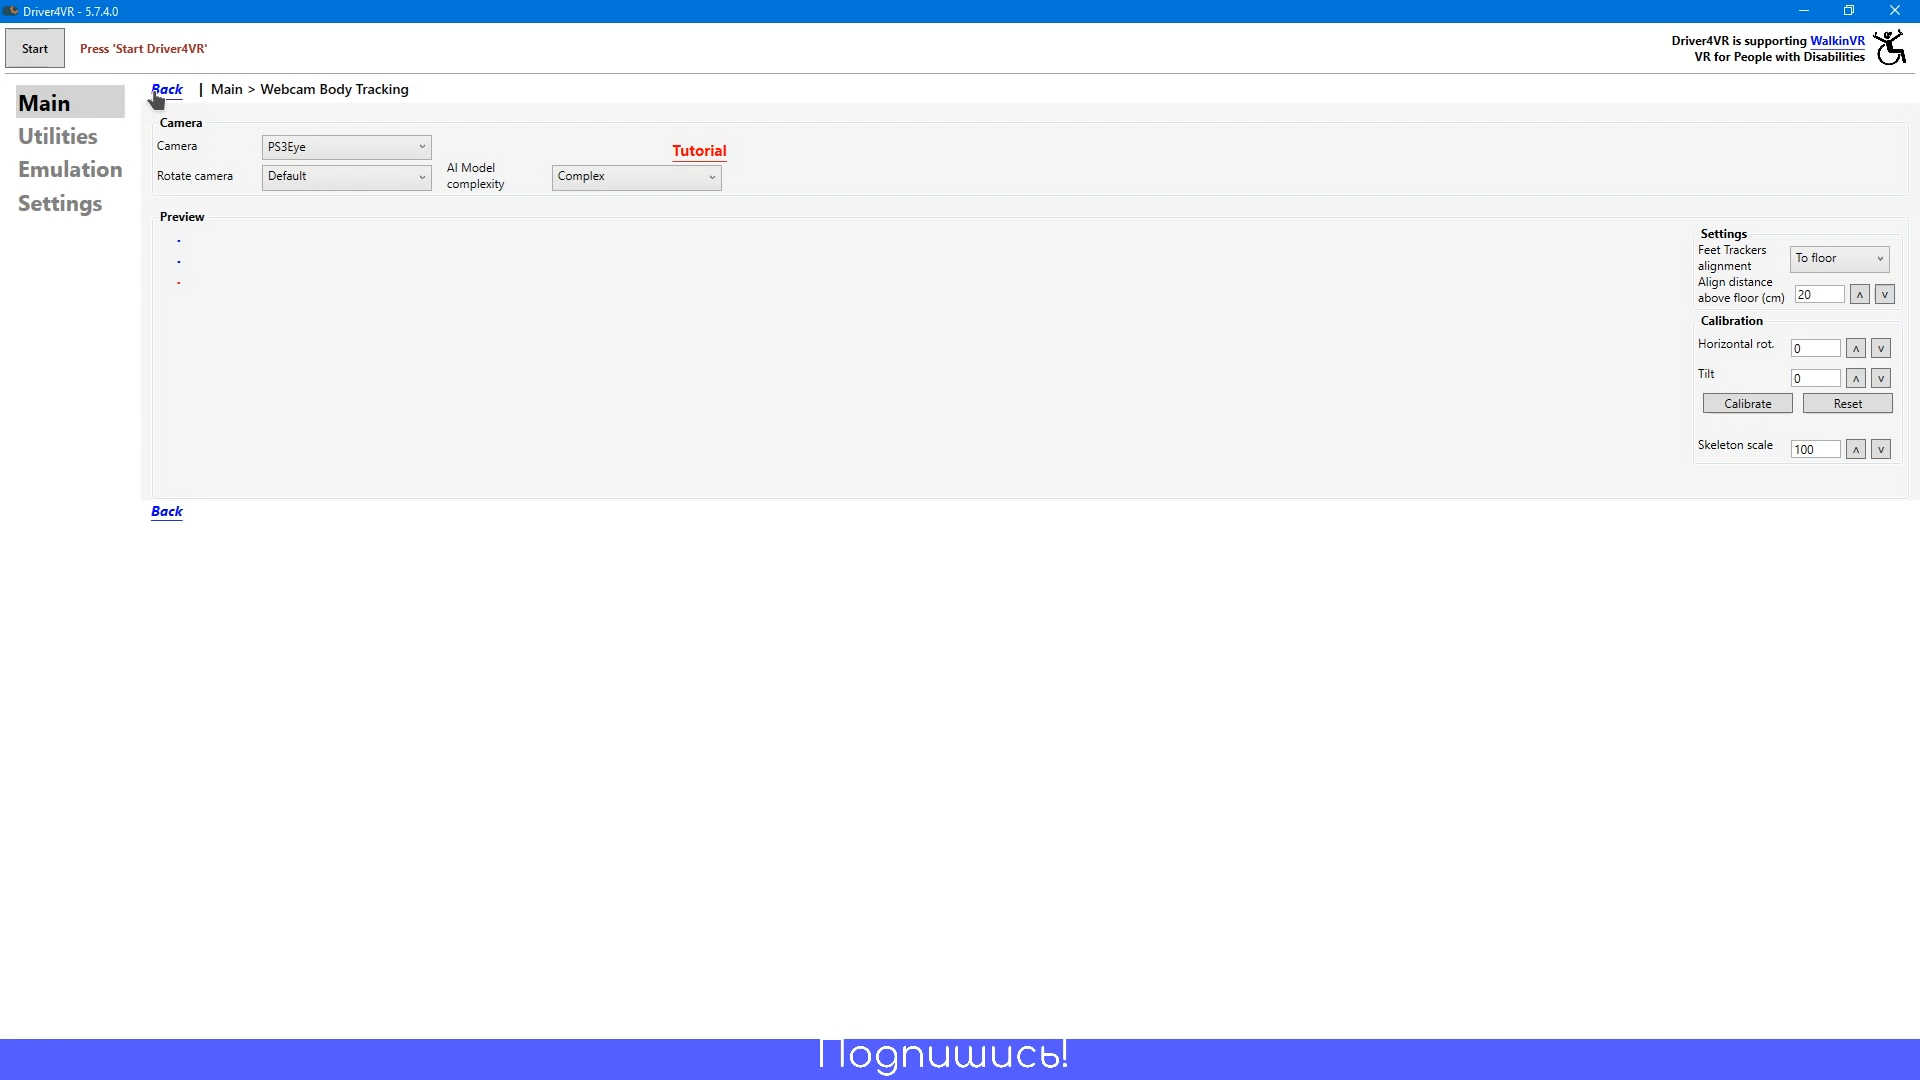 Driver4VR - 5.7.4.0
Start
Press 'Start Driver4VR'
Driver4VR is supporting WalkinVR
VR for People with Disabilities
Main
Utilities
Emulation
Settings
Back | Main > Webcam Body Tracking
Camera
Camera
PS3Eye
Tutorial
Rotate camera
Default
AI Model
complexity
Complex
Preview
Settings
Feet Trackers
alignment
To floor
Align distance
above floor (cm)
20
Calibration
Horizontal rot.
0
Tilt
0
Calibrate
Reset
Skeleton scale
100
Back
Подпишись!